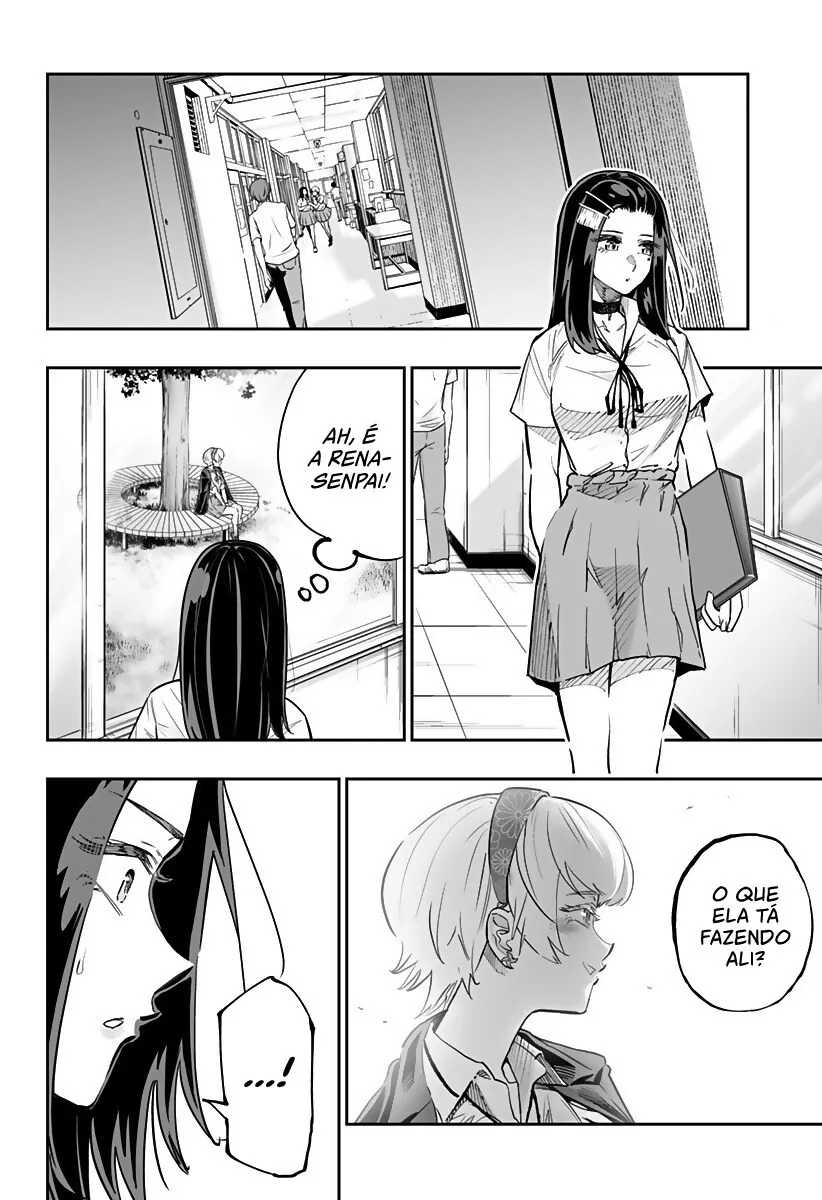 AH, É
A RENA-
SENPAI!
O QUE
ELA TÁ
FAZENDO
ALI?
....!